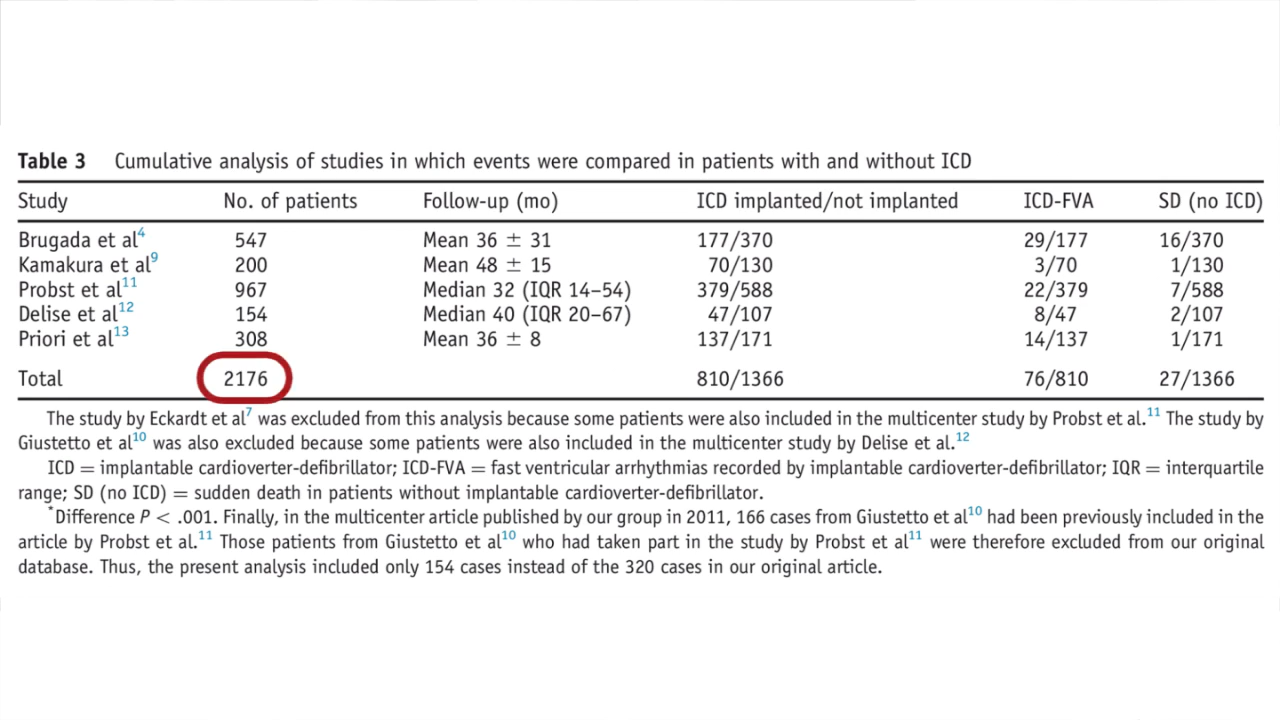 Table 3 Cumulative analysis of studies in which events were compared in patients with and without ICD
Study No. of patients Follow-up (mo) ICD implanted/not implanted ICD-FVA SD (no ICD)
Brugada et al4 547 Mean 36 ± 31 177/370 29/177 16/370
Kamakura et al9 200 Mean 48 ± 15 70/130 3/70 1/130
Probst et al11 967 Median 32 (IQR 14–54) 379/588 22/379 7/588
Delise et al12 154 Median 40 (IQR 20–67) 47/107 8/47 2/107
Priori et al13 308 Mean 36 ± 8 137/171 14/137 1/171
Total 2176 810/1366 76/810 27/1366
The study by Eckardt et al7 was excluded from this analysis because some patients were also included in the multicenter study by Probst et al.11 The study by
Giustetto et al10 was also excluded because some patients were also included in the multicenter study by Delise et al.12
ICD = implantable cardioverter-defibrillator; ICD-FVA = fast ventricular arrhythmias recorded by implantable cardioverter-defibrillator; IQR = interquartile
range; SD (no ICD) = sudden death in patients without implantable cardioverter-defibrillator.
*Difference P < .001. Finally, in the multicenter article published by our group in 2011, 166 cases from Giustetto et al10 had been previously included in the
article by Probst et al.11 Those patients from Giustetto et al10 who had taken part in the study by Probst et al11 were therefore excluded from our original
database. Thus, the present analysis included only 154 cases instead of the 320 cases in our original article.